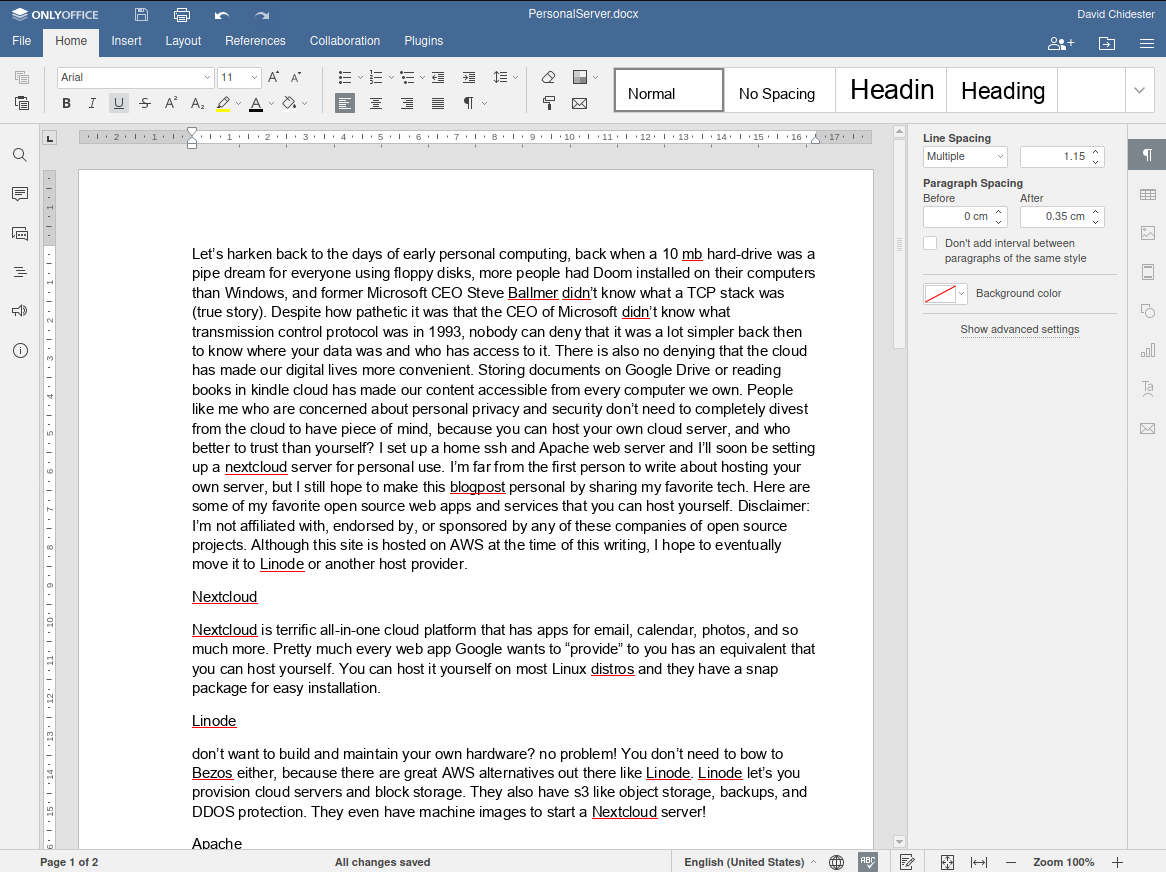 ONLYOFFICE
PersonalServer.docx
David Chidester
File Home Insert Layout References Collaboration Plugins
Arial 11
Normal No Spacing Headin Heading
B I U S A² A₂ A
2 1 1 2 3 4 5 6 7 8 9 10 11 12 13 14 15 16 17
Line Spacing
Multiple 1.15
Paragraph Spacing
Before After
0 cm 0.35 cm
Don't add interval between
paragraphs of the same style
Background color
Show advanced settings
Let’s harken back to the days of early personal computing, back when a 10 mb hard-drive was a
pipe dream for everyone using floppy disks, more people had Doom installed on their computers
than Windows, and former Microsoft CEO Steve Ballmer didn’t know what a TCP stack was
(true story). Despite how pathetic it was that the CEO of Microsoft didn’t know what
transmission control protocol was in 1993, nobody can deny that it was a lot simpler back then
to know where your data was and who has access to it. There is also no denying that the cloud
has made our digital lives more convenient. Storing documents on Google Drive or reading
books in kindle cloud has made our content accessible from every computer we own. People
like me who are concerned about personal privacy and security don’t need to completely divest
from the cloud to have piece of mind, because you can host your own cloud server, and who
better to trust than yourself? I set up a home ssh and Apache web server and I’ll soon be setting
up a nextcloud server for personal use. I’m far from the first person to write about hosting your
own server, but I still hope to make this blogpost personal by sharing my favorite tech. Here are
some of my favorite open source web apps and services that you can host yourself. Disclaimer:
I’m not affiliated with, endorsed by, or sponsored by any of these companies of open source
projects. Although this site is hosted on AWS at the time of this writing, I hope to eventually
move it to Linode or another host provider.
Nextcloud
Nextcloud is terrific all-in-one cloud platform that has apps for email, calendar, photos, and so
much more. Pretty much every web app Google wants to “provide” to you has an equivalent that
you can host yourself. You can host it yourself on most Linux distros and they have a snap
package for easy installation.
Linode
don’t want to build and maintain your own hardware? no problem! You don’t need to bow to
Bezos either, because there are great AWS alternatives out there like Linode. Linode let’s you
provision cloud servers and block storage. They also have s3 like object storage, backups, and
DDOS protection. They even have machine images to start a Nextcloud server!
Apache
Page 1 of 2 All changes saved English (United States) ABC Zoom 100%